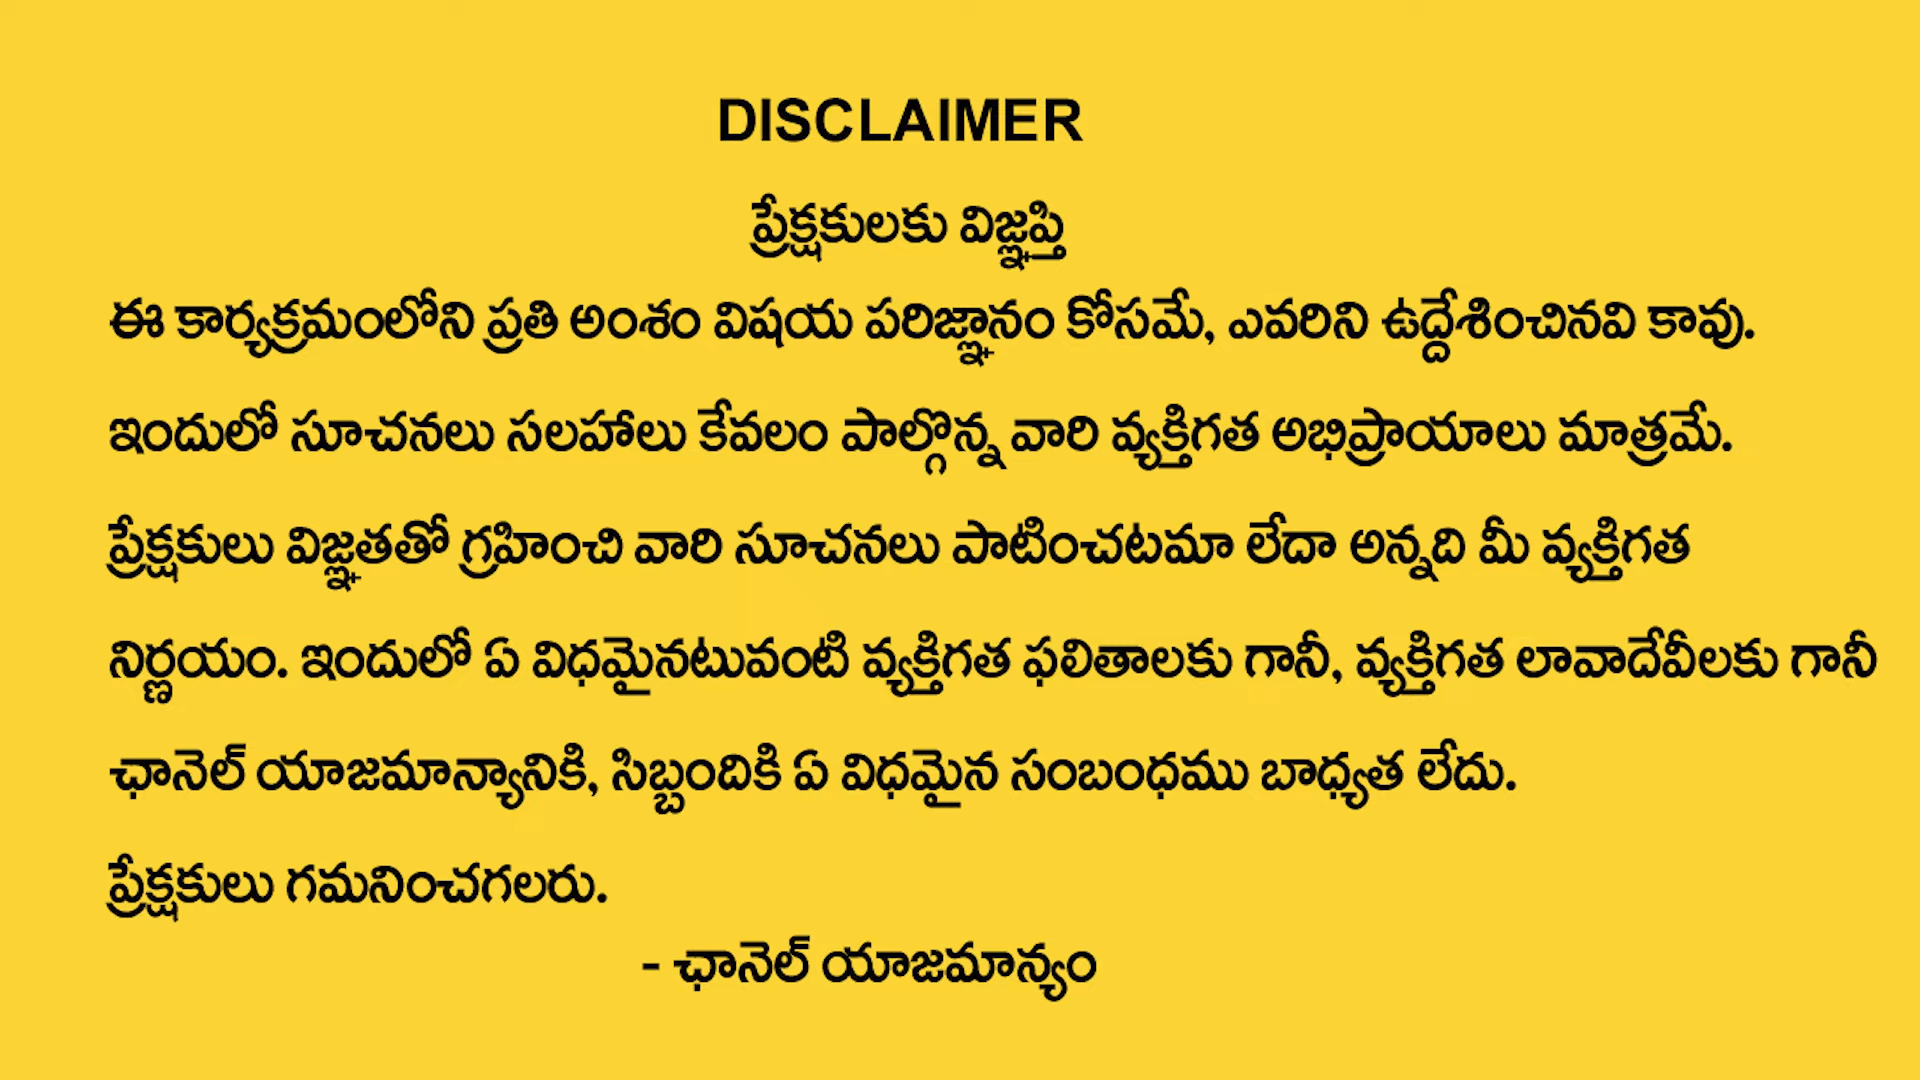 DISCLAIMER
ప్రేక్షకులకు విజ్ఞప్తి
ఈ కార్యక్రమంలోని ప్రతి అంశం విషయ పరిజ్ఞానం కోసమే, ఎవరిని ఉద్దేశించినవి కావు.
ఇందులో సూచనలు సలహాలు కేవలం పాల్గొన్న వారి వ్యక్తిగత అభిప్రాయాలు మాత్రమే.
ప్రేక్షకులు విజ్ఞతతో గ్రహించి వారి సూచనలు పాటించటమా లేదా అన్నది మీ వ్యక్తిగత
నిర్ణయం. ఇందులో ఏ విధమైనటువంటి వ్యక్తిగత ఫలితాలకు గానీ, వ్యక్తిగత లావాదేవీలకు గానీ
ఛానెల్ యాజమాన్యానికి, సిబ్బందికి ఏ విధమైన సంబంధము బాధ్యత లేదు.
ప్రేక్షకులు గమనించగలరు.
- ఛానెల్ యాజమాన్యం